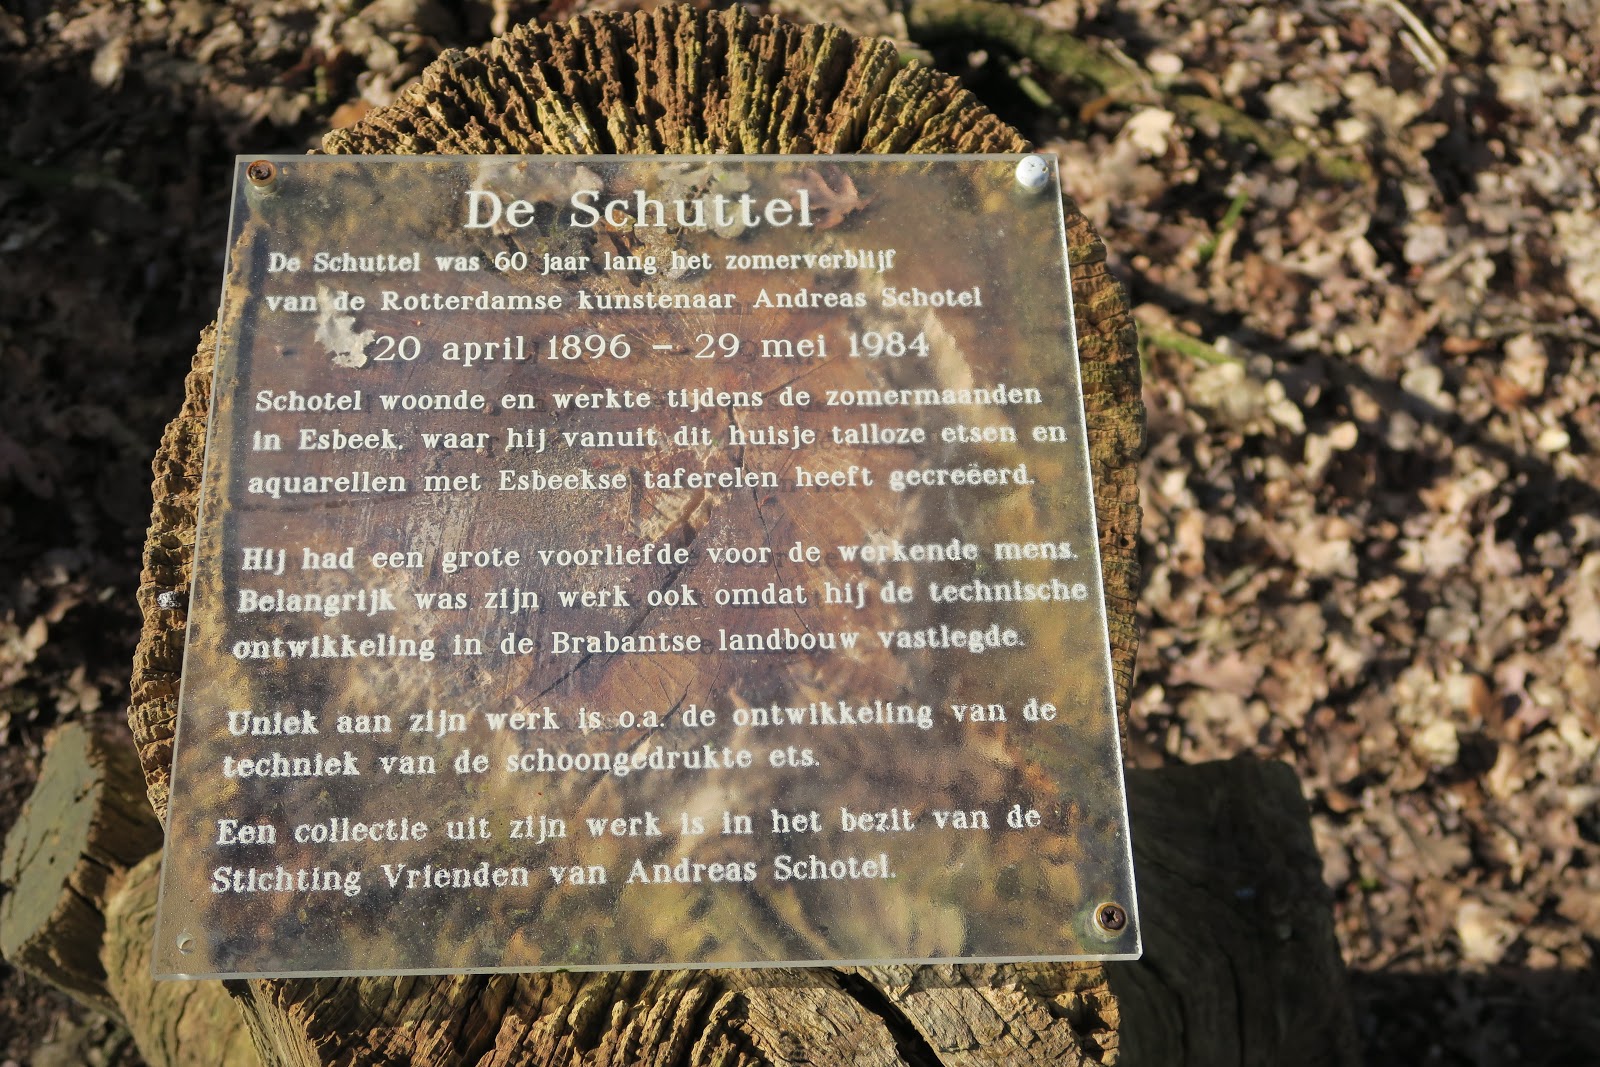 De Schuttel
De Schuttel was 60 jaar lang het zomerverblijf
van de Rotterdamse kunstenaar Andreas Schotel
20 april 1896 - 29 mei 1984
Schotel woonde en werkte tijdens de zomermaanden
in Esbeek. waar hij vanuit dit huisje talloze etsen en
aquarellen met Esbeekse taferelen heeft gecreëerd.
Hij had een grote voorliefde voor de werkende mens.
Belangrijk was zijn werk ook omdat hij de technische
ontwikkeling in de Brabantse landbouw vastlegde.
Uniek aan zijn werk is o.a. de ontwikkeling van de
techniek van de schoongedrukte ets.
Een collectie uit zijn werk is in het bezit van de
Stichting Vrienden van Andreas Schotel.